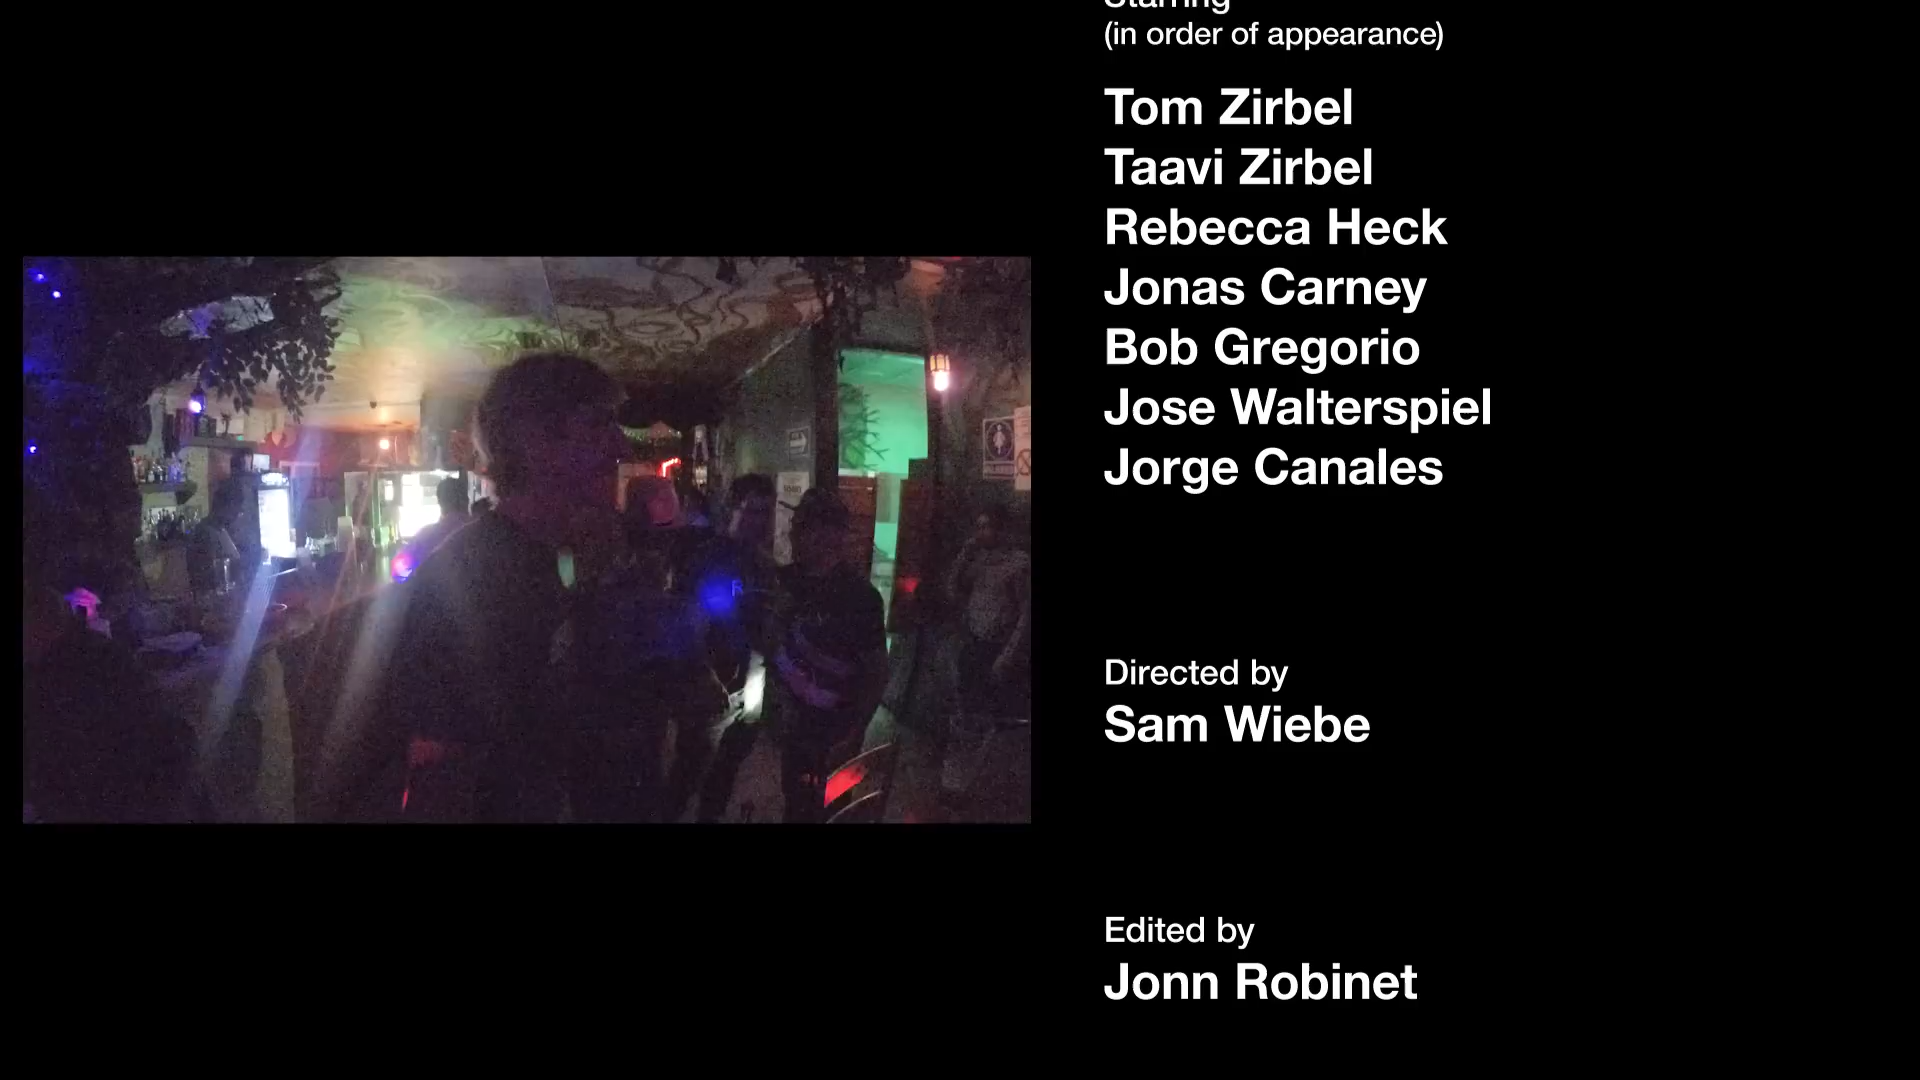 Starring
(in order of appearance)
Tom Zirbel
Taavi Zirbel
Rebecca Heck
Jonas Carney
Bob Gregorio
Jose Walterspiel
Jorge Canales
Directed by
Sam Wiebe
Edited by
Jonn Robinet